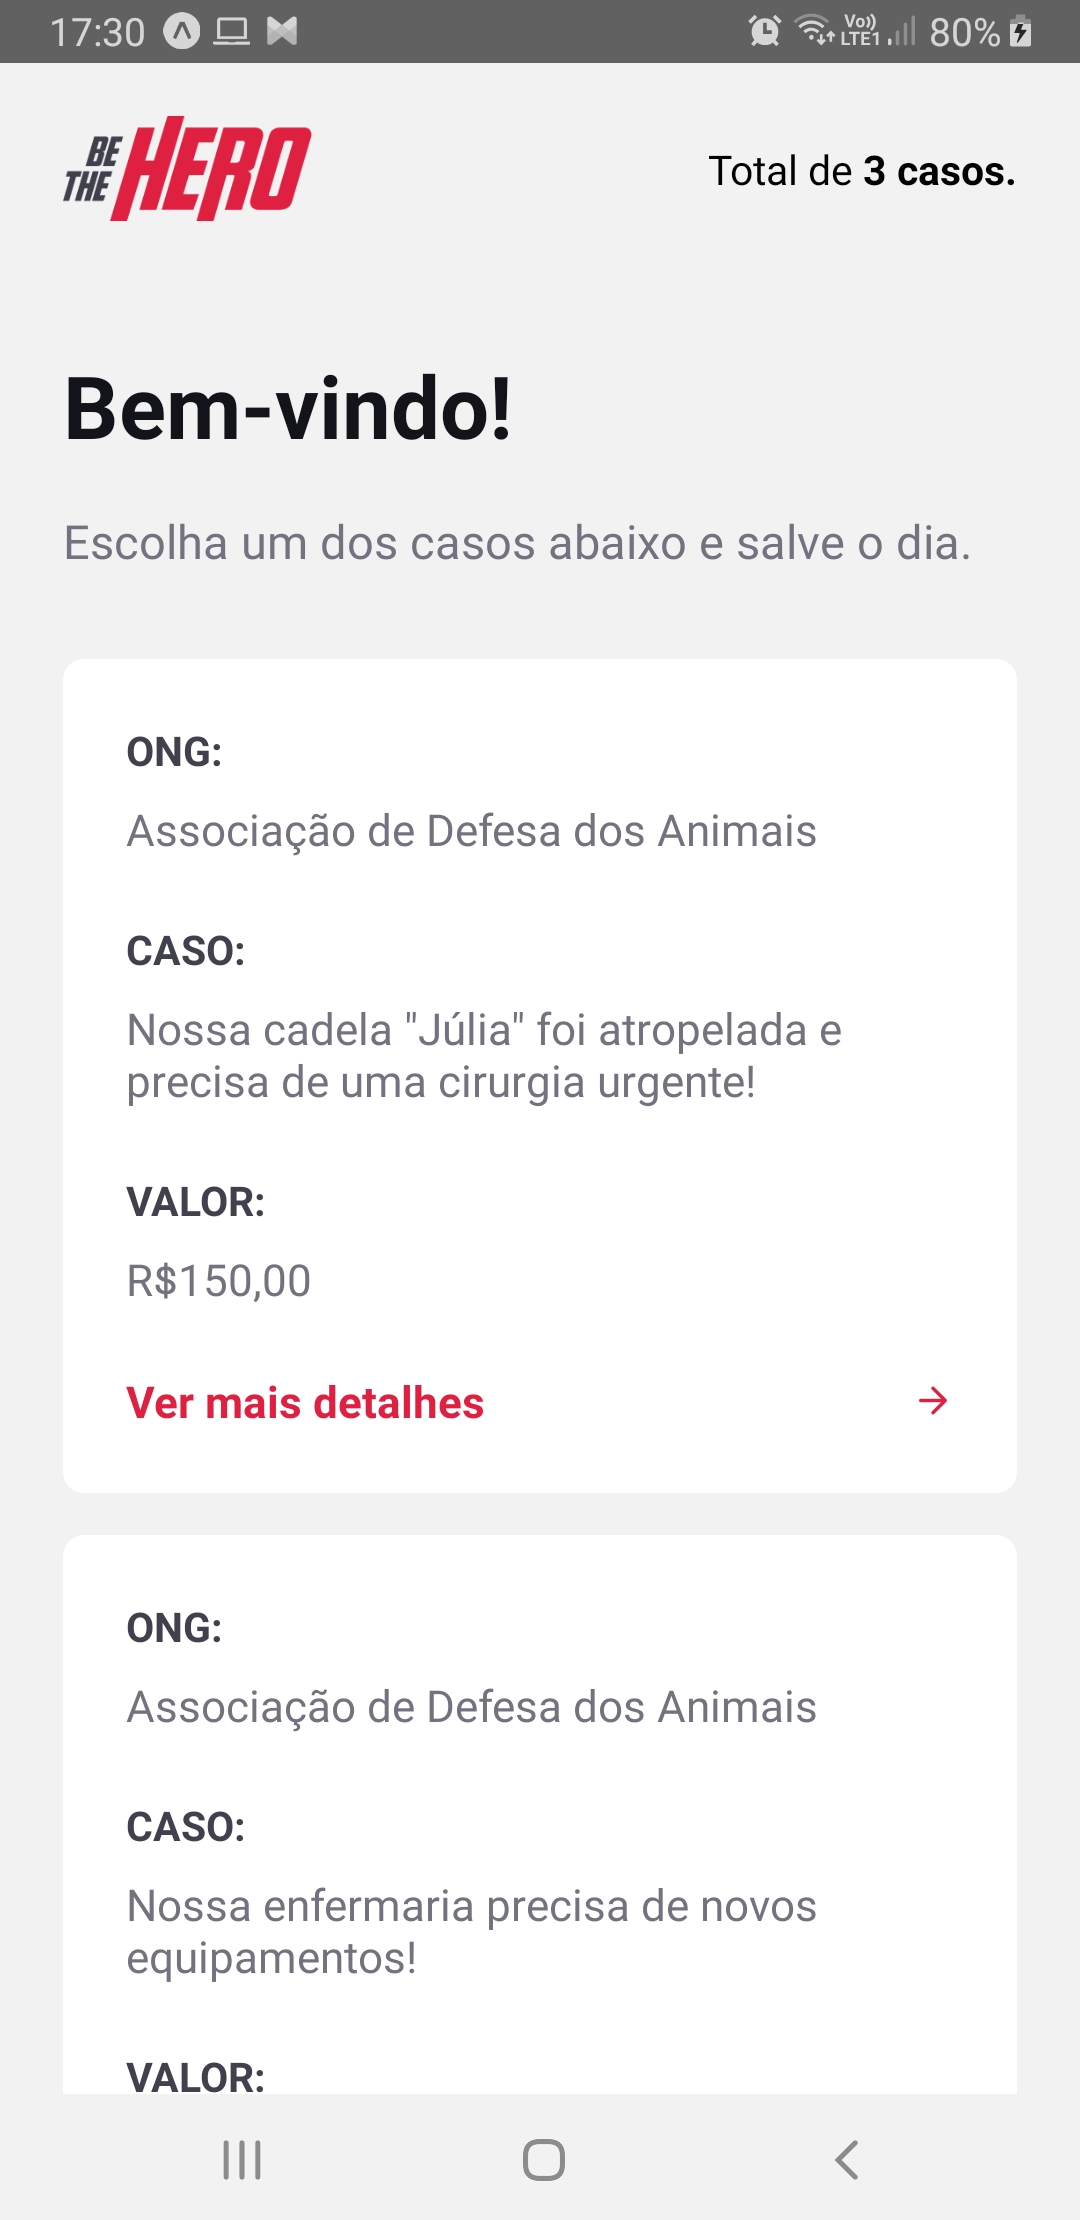 17:30
Vo))
LTE1
80%
BE
THE
HERO
Total de 3 casos.
Bem-vindo!
Escolha um dos casos abaixo e salve o dia.
ONG:
Associação de Defesa dos Animais
CASO:
Nossa cadela "Júlia" foi atropelada e
precisa de uma cirurgia urgente!
VALOR:
R$150,00
Ver mais detalhes
ONG:
Associação de Defesa dos Animais
CASO:
Nossa enfermaria precisa de novos
equipamentos!
VALOR: